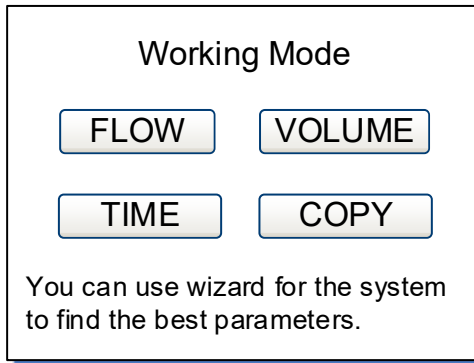 Working Mode
FLOW VOLUME
TIME COPY
You can use wizard for the system
to find the best parameters.